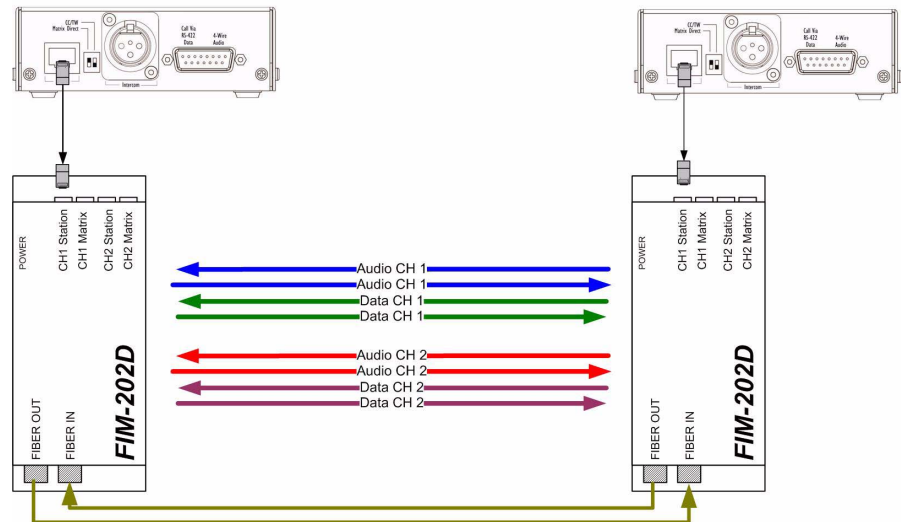 CC/TW
Matrix Direct
Call Via
RS-422
Data
4-Wire
Audio
Intercom
CC/TW
Matrix Direct
Call Via
RS-422
Data
4-Wire
Audio
Intercom
POWER
CH1 Station
CH1 Matrix
CH2 Station
CH2 Matrix
FIM-202D
FIBER OUT
FIBER IN
Audio CH 1
Audio CH 1
Data CH 1
Data CH 1
Audio CH 2
Audio CH 2
Data CH 2
Data CH 2
POWER
CH1 Station
CH1 Matrix
CH2 Station
CH2 Matrix
FIM-202D
FIBER OUT
FIBER IN